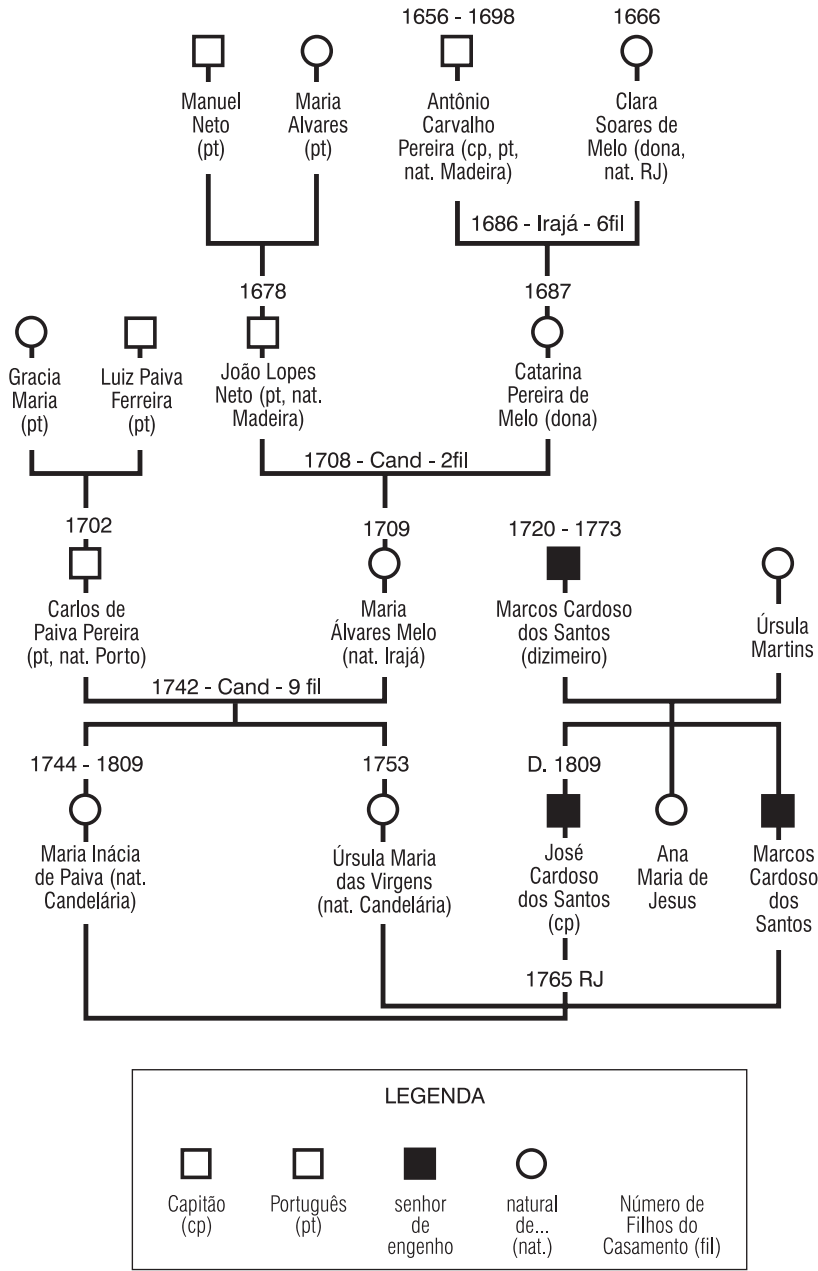 1656 - 1698
1666
Manuel
Neto
(pt)
Maria
Alvares
(pt)
Antônio
Carvalho
Pereira (cp, pt,
nat. Madeira)
Clara
Soares de
Melo (dona,
nat. RJ)
1686 - Irajá - 6fil
1678
1687
Gracia
Maria
(pt)
Luiz Paiva
Ferreira
(pt)
João Lopes
Neto (pt, nat.
Madeira)
Catarina
Pereira de
Melo (dona)
1708 - Cand - 2fil
1702
1709
1720 - 1773
Carlos de
Paiva Pereira
(pt, nat. Porto)
Maria
Álvares Melo
(nat. Irajá)
Marcos Cardoso
dos Santos
(dizimeiro)
Úrsula
Martins
1742 - Cand - 9 fil
1744 - 1809
1753
D. 1809
Maria Inácia
de Paiva (nat.
Candelária)
Úrsula Maria
das Virgens
(nat. Candelária)
José
Cardoso
dos Santos
(cp)
Ana
Maria de
Jesus
Marcos
Cardoso
dos
Santos
1765 RJ
LEGENDA
Capitão
(cp)
Português
(pt)
senhor
de
engenho
natural
de...
(nat.)
Número de
Filhos do
Casamento (fil)